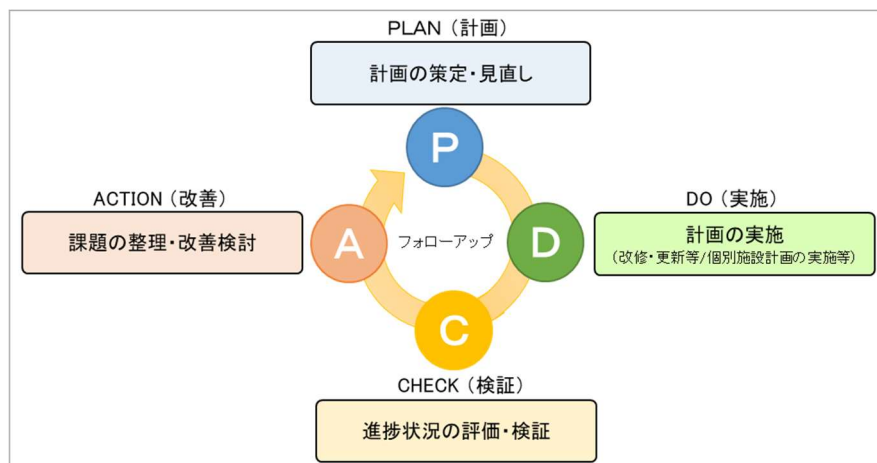 PLAN（計画）
計画の策定・見直し
P
ACTION（改善）
課題の整理・改善検討
A
フォローアップ
D
DO（実施）
計画の実施
（改修・更新等/個別施設計画の実施等）
C
CHECK（検証）
進捗状況の評価・検証